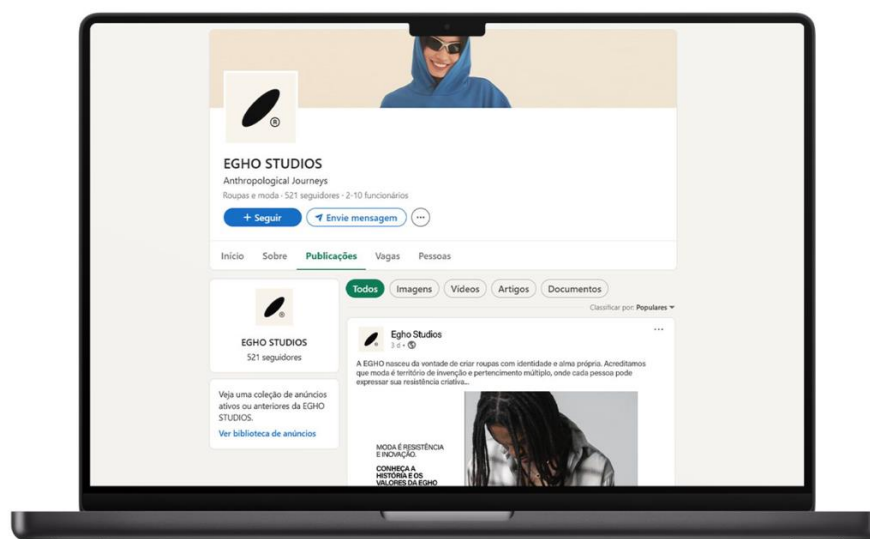 ®
EGHO STUDIOS
Anthropological Journeys
Roupas e moda · 521 seguidores · 2-10 funcionários
+ Seguir
Envie mensagem
Início Sobre Publicações Vagas Pessoas
Todos Imagens Vídeos Artigos Documentos
Classificar por: Populares
EGHO STUDIOS
521 seguidores
Veja uma coleção de anúncios
ativos ou anteriores da EGHO
STUDIOS.
Ver biblioteca de anúncios
Egho Studios
3 d •
A EGHO nasceu da vontade de criar roupas com identidade e alma própria. Acreditamos
que moda é território de invenção e pertencimento múltiplo, onde cada pessoa pode
expressar sua resistência criativa...
MODA É RESISTÊNCIA
E INOVAÇÃO.
CONHEÇA A
HISTÓRIA E OS
VALORES DA EGHO